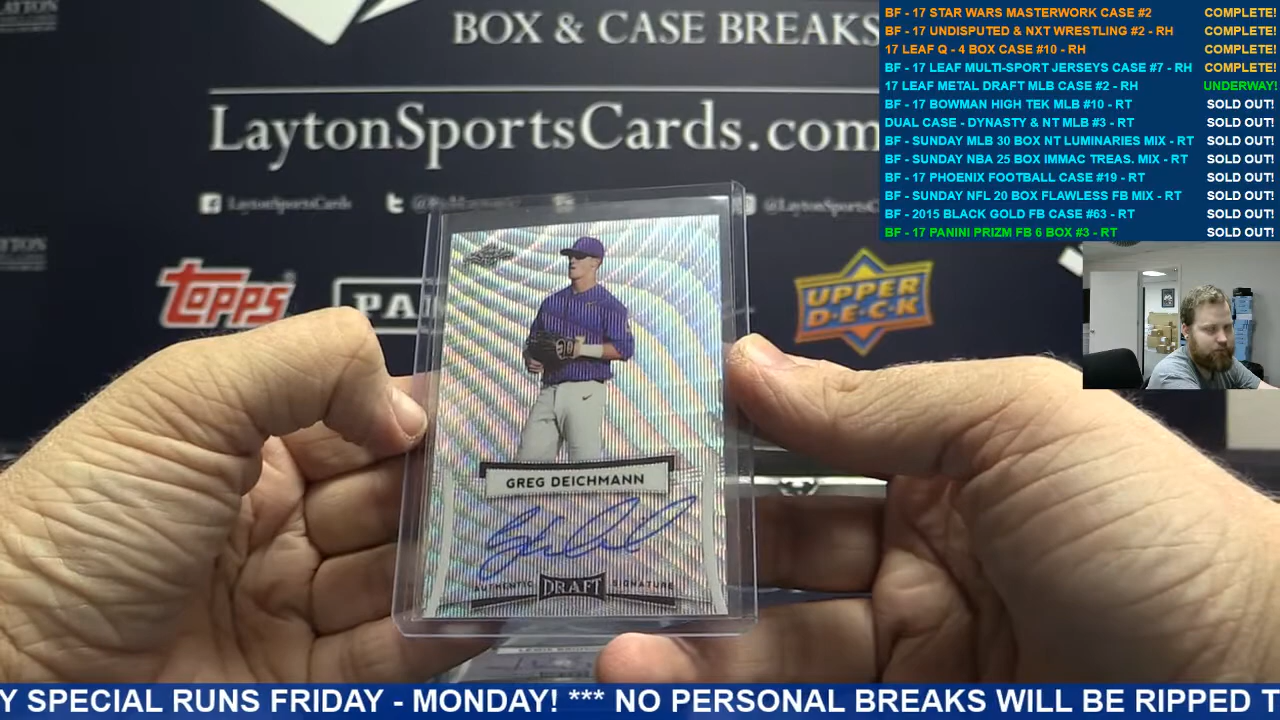 BOX & CASE BREAKS
LaytonSportsCards.com
LaytonSportsCards
@LaytonSports
topps
PA
UPPER
D·E·C·K
GREG DEICHMANN
AUTHENTIC DRAFT SIGNATURE
BF - 17 STAR WARS MASTERWORK CASE #2 COMPLETE!
BF - 17 UNDISPUTED & NXT WRESTLING #2 - RH COMPLETE!
17 LEAF Q - 4 BOX CASE #10 - RH COMPLETE!
BF - 17 LEAF MULTI-SPORT JERSEYS CASE #7 - RH COMPLETE!
17 LEAF METAL DRAFT MLB CASE #2 - RH UNDERWAY!
BF - 17 BOWMAN HIGH TEK MLB #10 - RT SOLD OUT!
DUAL CASE - DYNASTY & NT MLB #3 - RT SOLD OUT!
BF - SUNDAY MLB 30 BOX NT LUMINARIES MIX - RT SOLD OUT!
BF - SUNDAY NBA 25 BOX IMMAC TREAS. MIX - RT SOLD OUT!
BF - 17 PHOENIX FOOTBALL CASE #19 - RT SOLD OUT!
BF - SUNDAY NFL 20 BOX FLAWLESS FB MIX - RT SOLD OUT!
BF - 2015 BLACK GOLD FB CASE #63 - RT SOLD OUT!
BF - 17 PANINI PRIZM FB 6 BOX #3 - RT SOLD OUT!
Y SPECIAL RUNS FRIDAY - MONDAY! *** NO PERSONAL BREAKS WILL BE RIPPED T